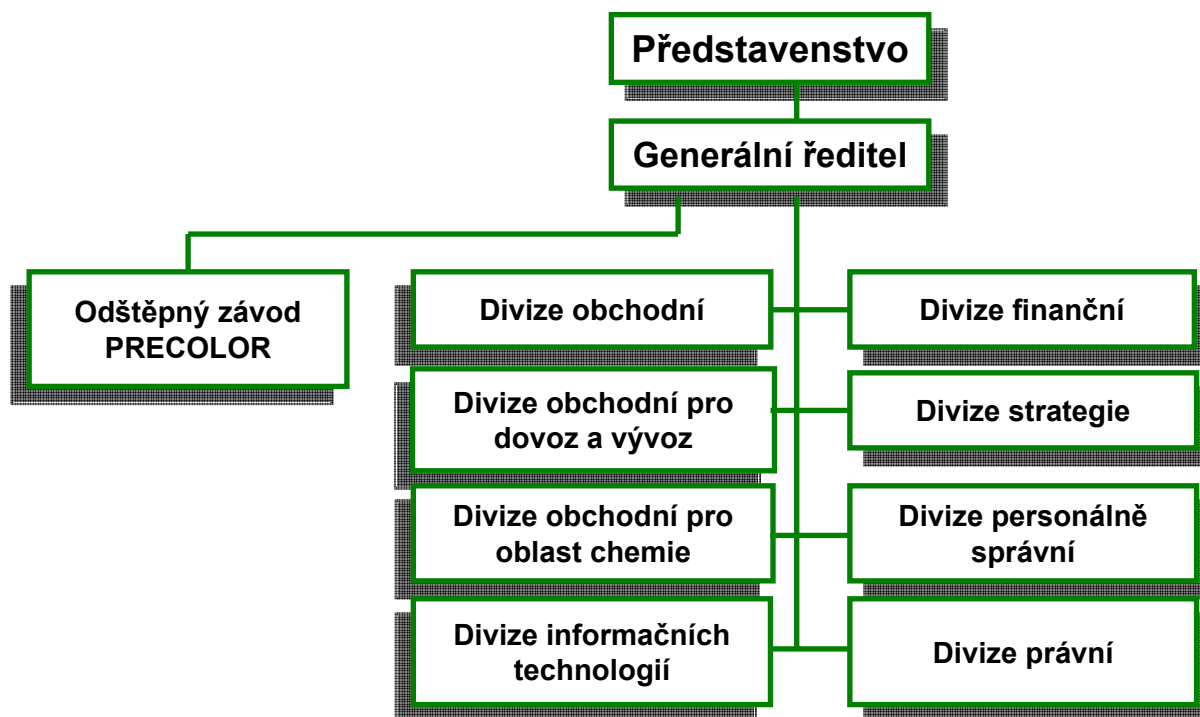 Představenstvo
Generální ředitel
Odštěpný závod
PRECOLOR
Divize obchodní
Divize finanční
Divize obchodní pro
dovoz a vývoz
Divize strategie
Divize obchodní pro
oblast chemie
Divize personálně
správní
Divize informačních
technologií
Divize právní